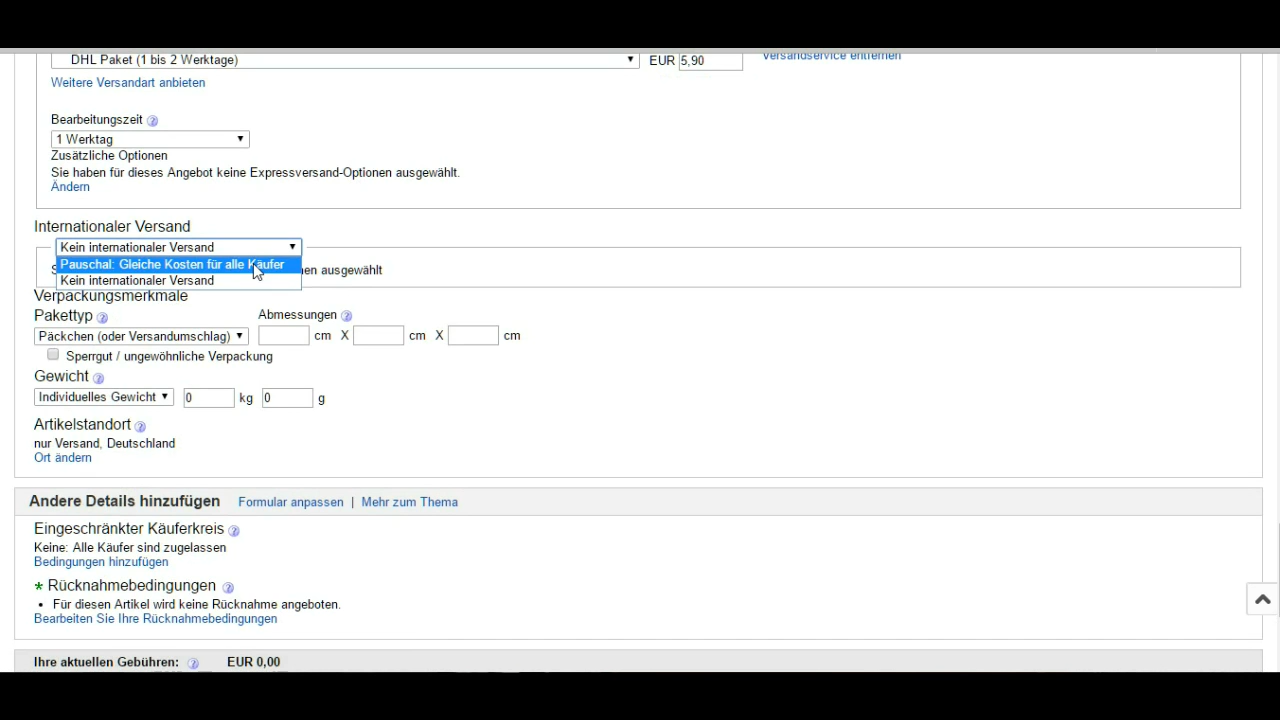 DHL Paket (1 bis 2 Werktage) EUR 5,90 Versandservice entfernen
Weitere Versandart anbieten
Bearbeitungszeit
1 Werktag
Zusätzliche Optionen
Sie haben für dieses Angebot keine Expressversand-Optionen ausgewählt.
Ändern
Internationaler Versand
Kein internationaler Versand
Pauschal: Gleiche Kosten für alle Käufer
ausgewählt
Kein internationaler Versand
Verpackungsmerkmale
Pakettyp Abmessungen
Päckchen (oder Versandumschlag) cm X cm X cm
Sperrgut / ungewöhnliche Verpackung
Gewicht
Individuelles Gewicht 0 kg 0 g
Artikelstandort
nur Versand, Deutschland
Ort ändern
Andere Details hinzufügen Formular anpassen | Mehr zum Thema
Eingeschränkter Käuferkreis
Keine: Alle Käufer sind zugelassen
Bedingungen hinzufügen
* Rücknahmebedingungen
• Für diesen Artikel wird keine Rücknahme angeboten.
Bearbeiten Sie Ihre Rücknahmebedingungen
Ihre aktuellen Gebühren: EUR 0,00